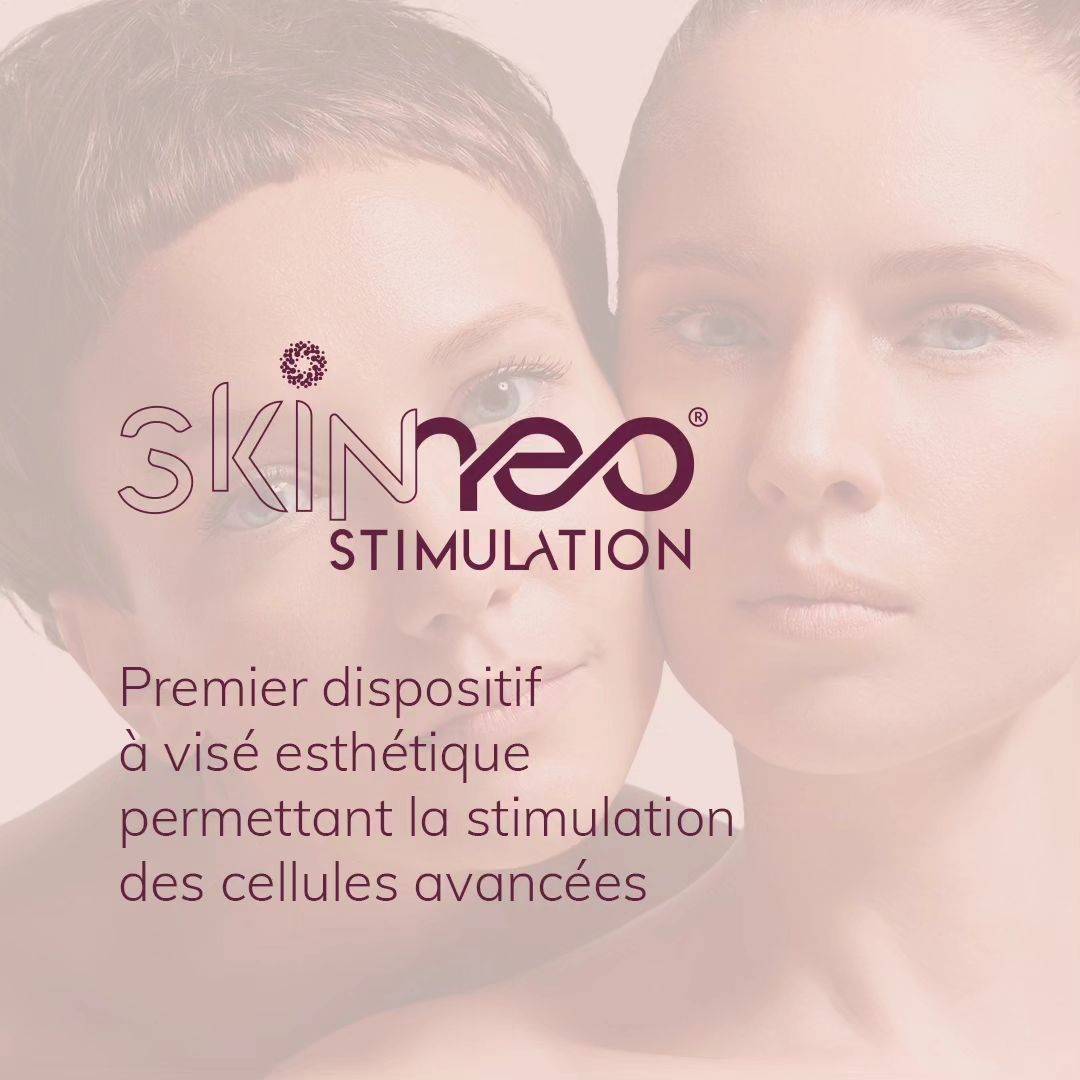 SKINNEO®
STIMULATION
Premier dispositif
à visé esthétique
permettant la stimulation
des cellules avancées